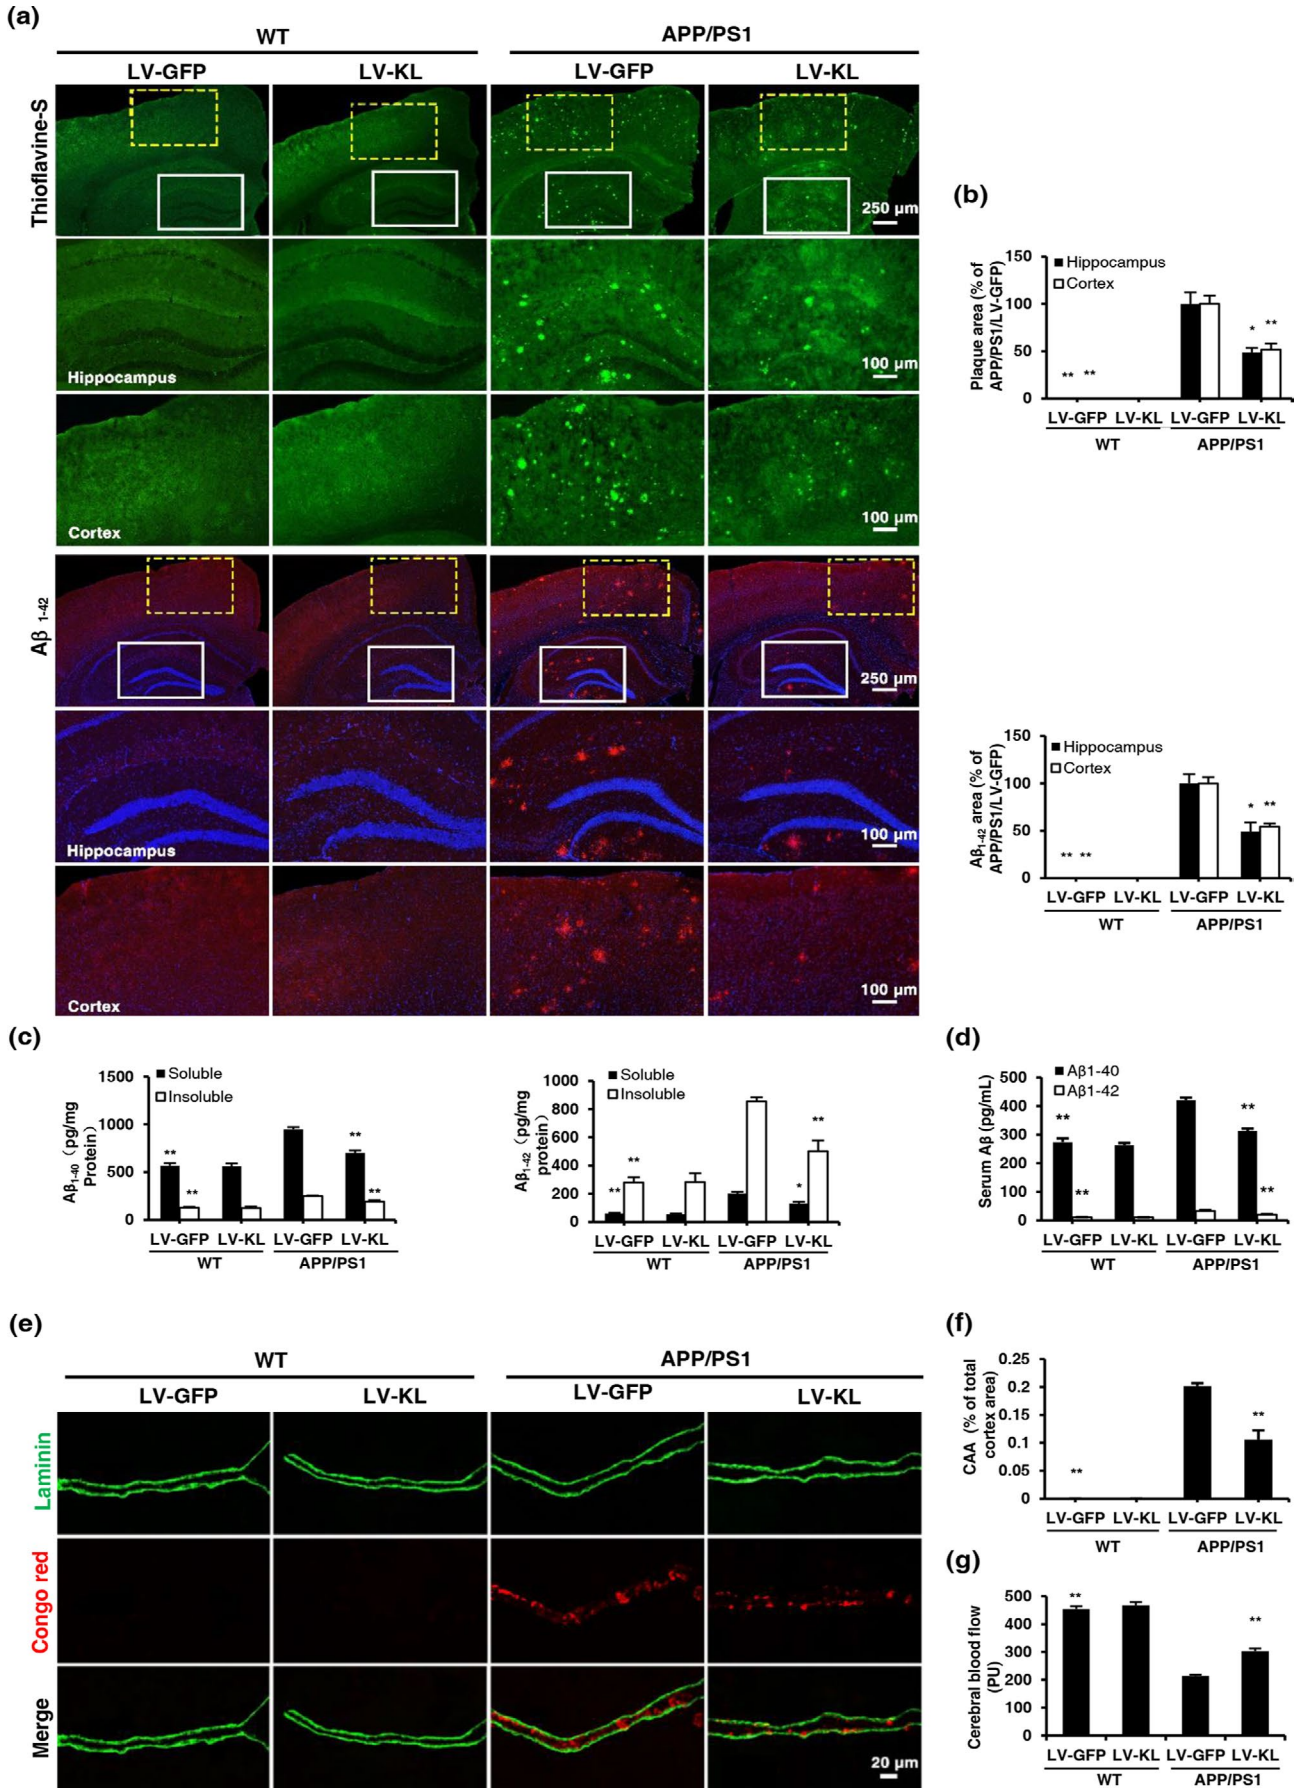 (a)
WT
APP/PS1
LV-GFP
LV-KL
LV-GFP
LV-KL
Thioflavine-S
250 µm
Hippocampus
100 µm
Cortex
100 µm
Aβ 1-42
250 µm
Hippocampus
100 µm
Cortex
100 µm
(b)
Plaque area (% of
APP/PS1/LV-GFP)
150
100
50
0
Hippocampus
Cortex
** **
* **
LV-GFP LV-KL LV-GFP LV-KL
WT APP/PS1
Aβ1-42 area (% of
APP/PS1/LV-GFP)
150
100
50
0
Hippocampus
Cortex
** **
* **
LV-GFP LV-KL LV-GFP LV-KL
WT APP/PS1
(c)
Aβ1-40 (pg/mg
Protein)
1500
1000
500
0
Soluble
Insoluble
** ** ** **
LV-GFP LV-KL LV-GFP LV-KL
WT APP/PS1
Aβ1-42 (pg/mg
protein)
1000
800
600
400
200
0
Soluble
Insoluble
** ** * **
LV-GFP LV-KL LV-GFP LV-KL
WT APP/PS1
(d)
Serum Aβ (pg/mL)
500
400
300
200
100
0
Aβ1-40
Aβ1-42
** ** ** **
LV-GFP LV-KL LV-GFP LV-KL
WT APP/PS1
(e)
WT
APP/PS1
LV-GFP
LV-KL
LV-GFP
LV-KL
Laminin
Congo red
Merge
20 µm
(f)
CAA (% of total
cortex area)
0.25
0.2
0.15
0.1
0.05
0
** **
LV-GFP LV-KL LV-GFP LV-KL
WT APP/PS1
(g)
Cerebral blood flow
(PU)
500
400
300
200
100
0
** **
LV-GFP LV-KL LV-GFP LV-KL
WT APP/PS1